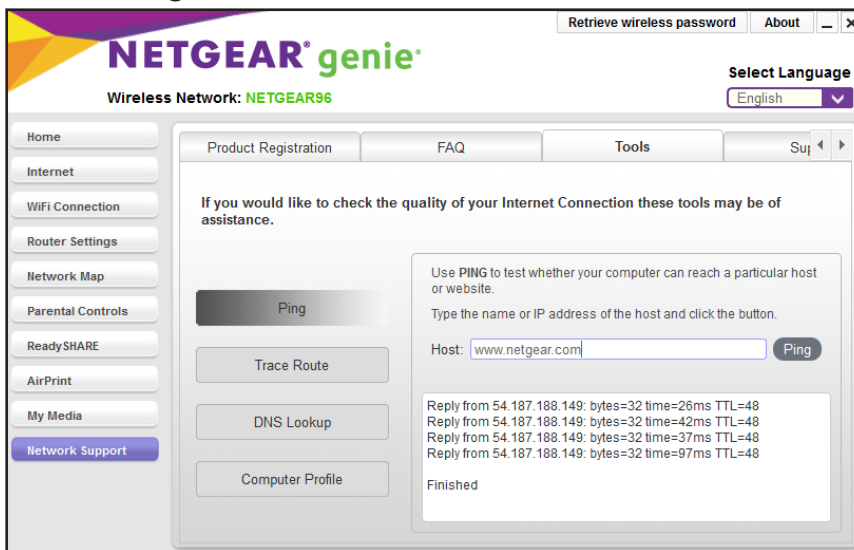 Retrieve wireless password About
NETGEAR® genie®
Select Language
Wireless Network: NETGEAR96
English
Home
Internet
WiFi Connection
Router Settings
Network Map
Parental Controls
ReadySHARE
AirPrint
My Media
Network Support
Product Registration FAQ Tools Sup
If you would like to check the quality of your Internet Connection these tools may be of
assistance.
Ping
Trace Route
DNS Lookup
Computer Profile
Use PING to test whether your computer can reach a particular host
or website.
Type the name or IP address of the host and click the button.
Host: www.netgear.com Ping
Reply from 54.187.188.149: bytes=32 time=26ms TTL=48
Reply from 54.187.188.149: bytes=32 time=42ms TTL=48
Reply from 54.187.188.149: bytes=32 time=37ms TTL=48
Reply from 54.187.188.149: bytes=32 time=97ms TTL=48
Finished